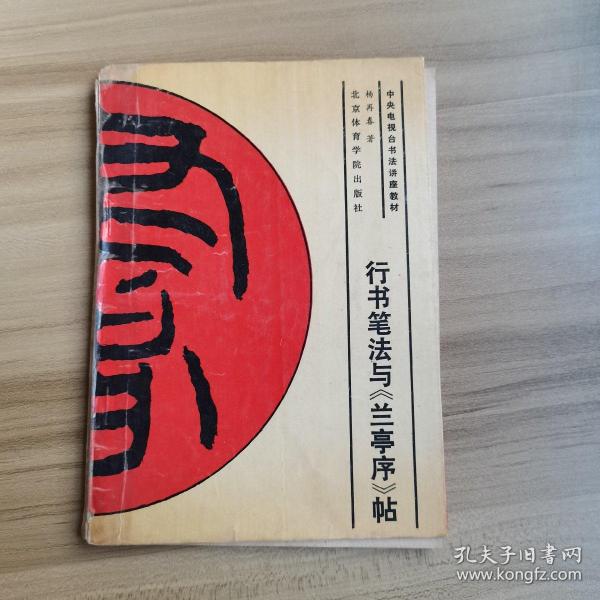 中央电视台书法讲座教材
杨再春 著
北京体育学院出版社
行书笔法与《兰亭序》帖
孔夫子旧书网
www.kongfz.com